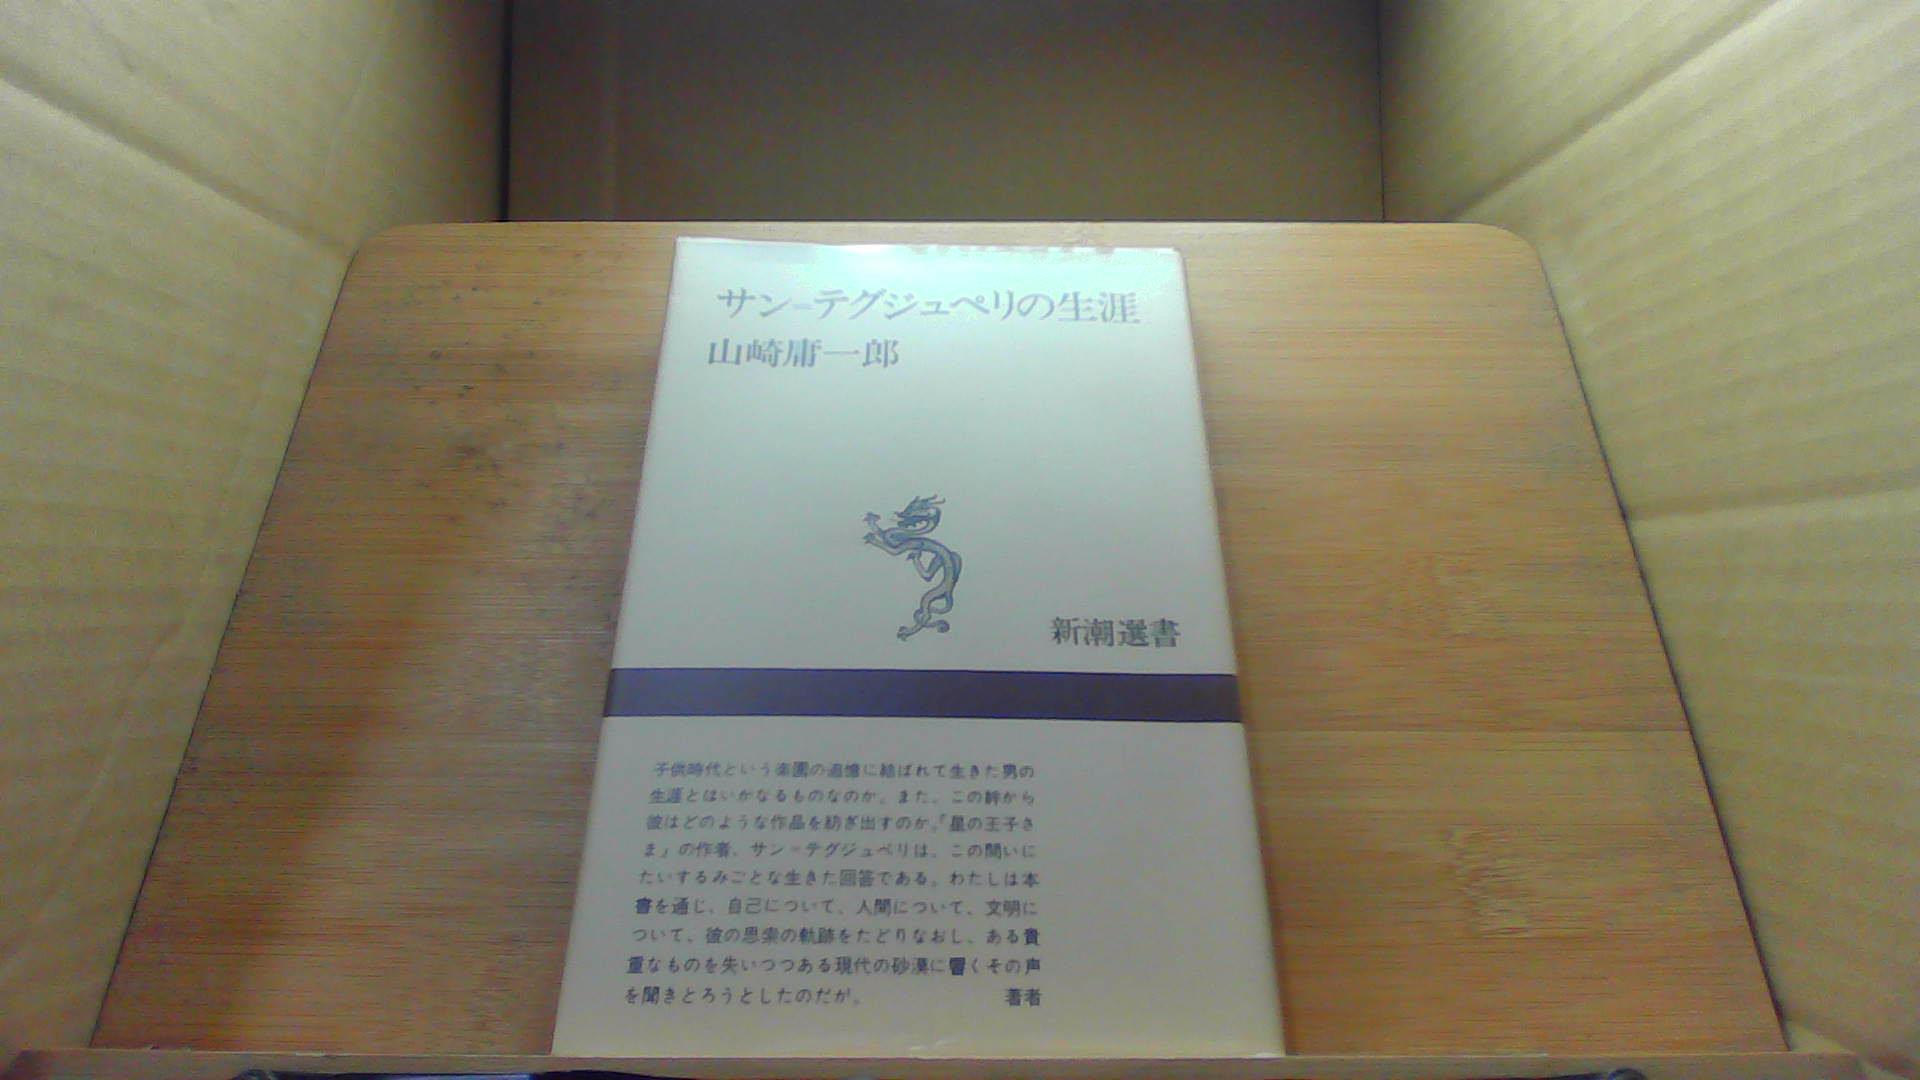 サン＝テグジュペリの生涯
山崎庸一郎
新潮選書
子供時代という楽園の追憶に結ばれて生きた男の
生涯とはいかなるものなのか。また、この絆から
彼はどのような作品を紡ぎ出すのか。『星の王子さ
ま』の作者、サン＝テグジュペリは、この問いに
たいするみごとな生きた回答である。わたしは本
書を通じ、自己について、人間について、文明に
ついて、彼の思索の軌跡をたどりなおし、ある貴
重なものを失いつつある現代の砂漠に響くその声
を聞きとろうとしたのだが。 著者